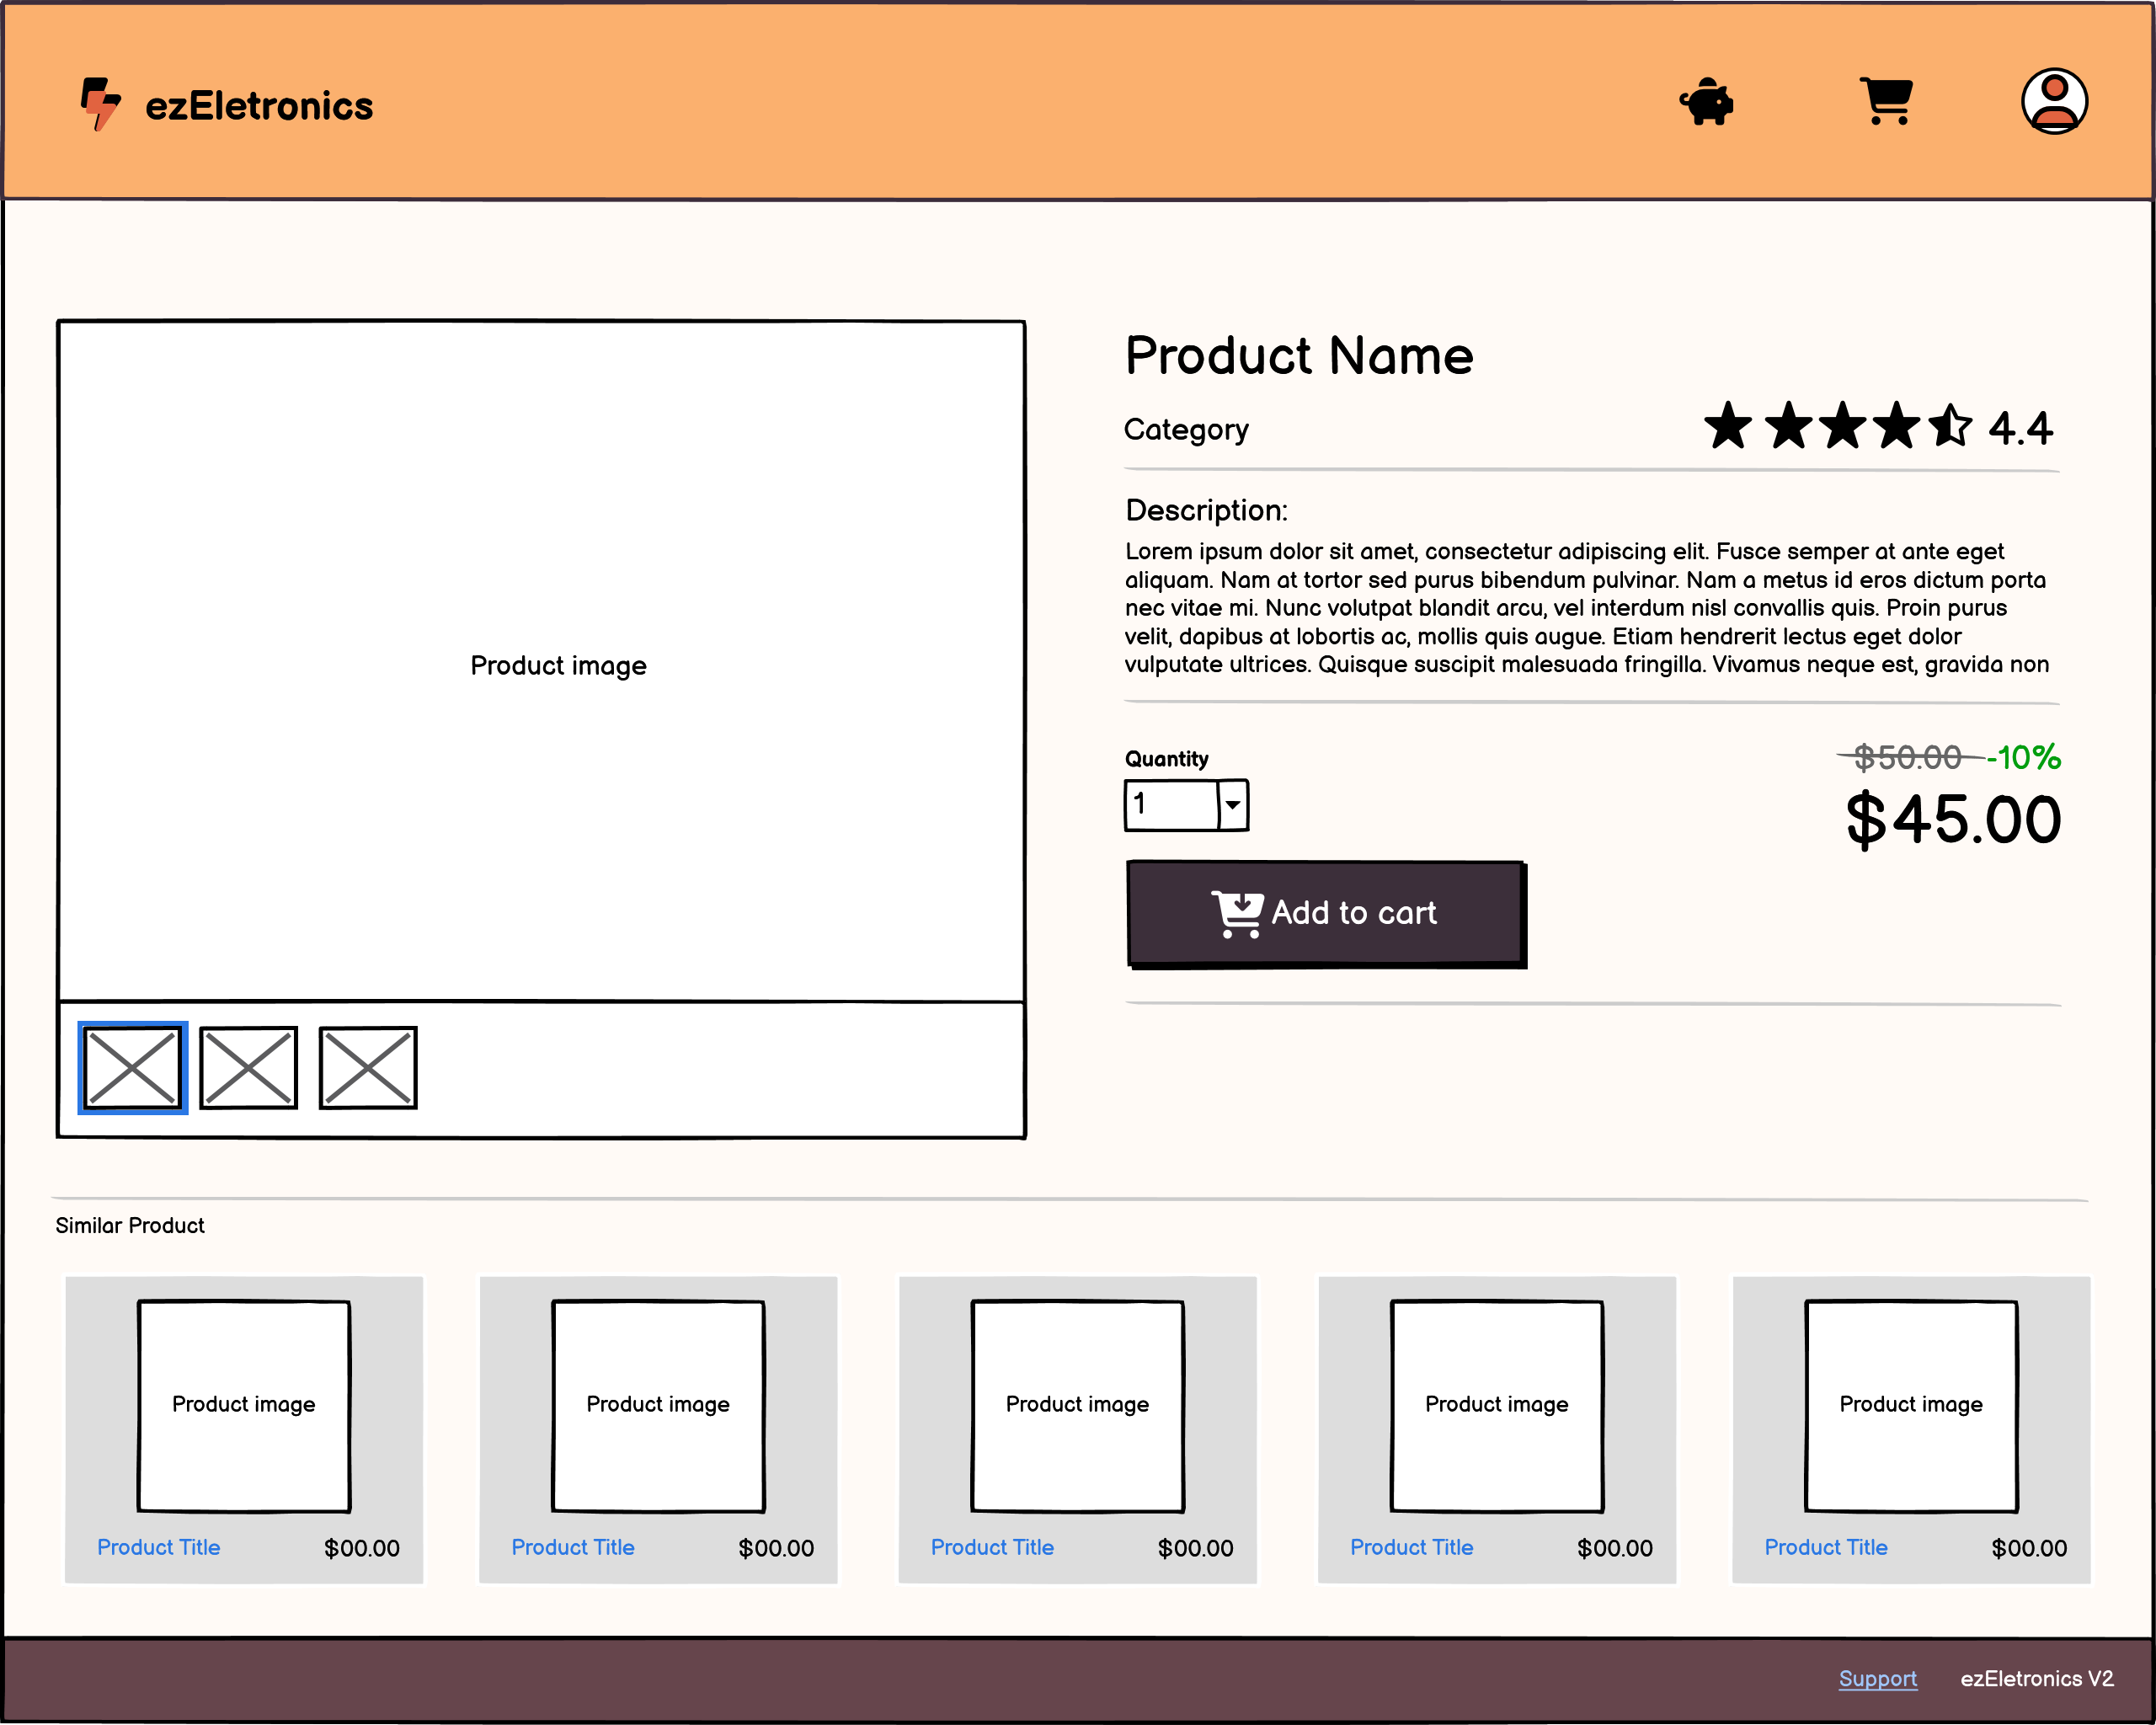 ezEletronics
Product image
Product Name
Category
4.4
Description:
Lorem ipsum dolor sit amet, consectetur adipiscing elit. Fusce semper at ante eget
aliquam. Nam at tortor sed purus bibendum pulvinar. Nam a metus id eros dictum porta
nec vitae mi. Nunc volutpat blandit arcu, vel interdum nisl convallis quis. Proin purus
velit, dapibus at lobortis ac, mollis quis augue. Etiam hendrerit lectus eget dolor
vulputate ultrices. Quisque suscipit malesuada fringilla. Vivamus neque est, gravida non
Quantity
1
$50.00 -10%
$45.00
Add to cart
Similar Product
Product image
Product Title $00.00
Product image
Product Title $00.00
Product image
Product Title $00.00
Product image
Product Title $00.00
Product image
Product Title $00.00
Support ezEletronics V2